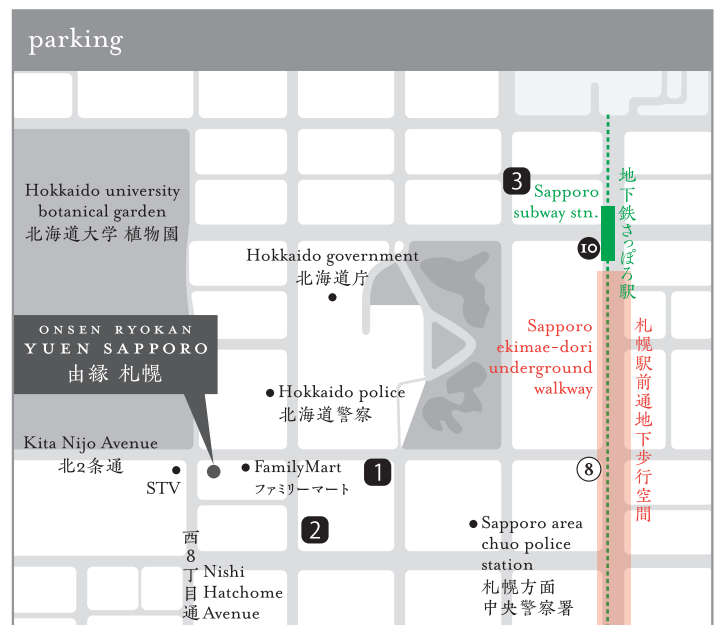 parking
3
Sapporo
subway stn.
地下鉄さっぽろ駅
10
Hokkaido university
botanical garden
北海道大学 植物園
Hokkaido government
北海道庁
ONSEN RYOKAN
YUEN SAPPORO
由縁 札幌
Sapporo
ekimae-dori
underground
walkway
札幌駅前通地下歩行空間
Hokkaido police
北海道警察
Kita Nijo Avenue
北2条通
STV
FamilyMart
ファミリーマート
1
8
2
Sapporo area
chuo police
station
札幌方面
中央警察署
西8丁目通
Nishi
Hatchome
Avenue